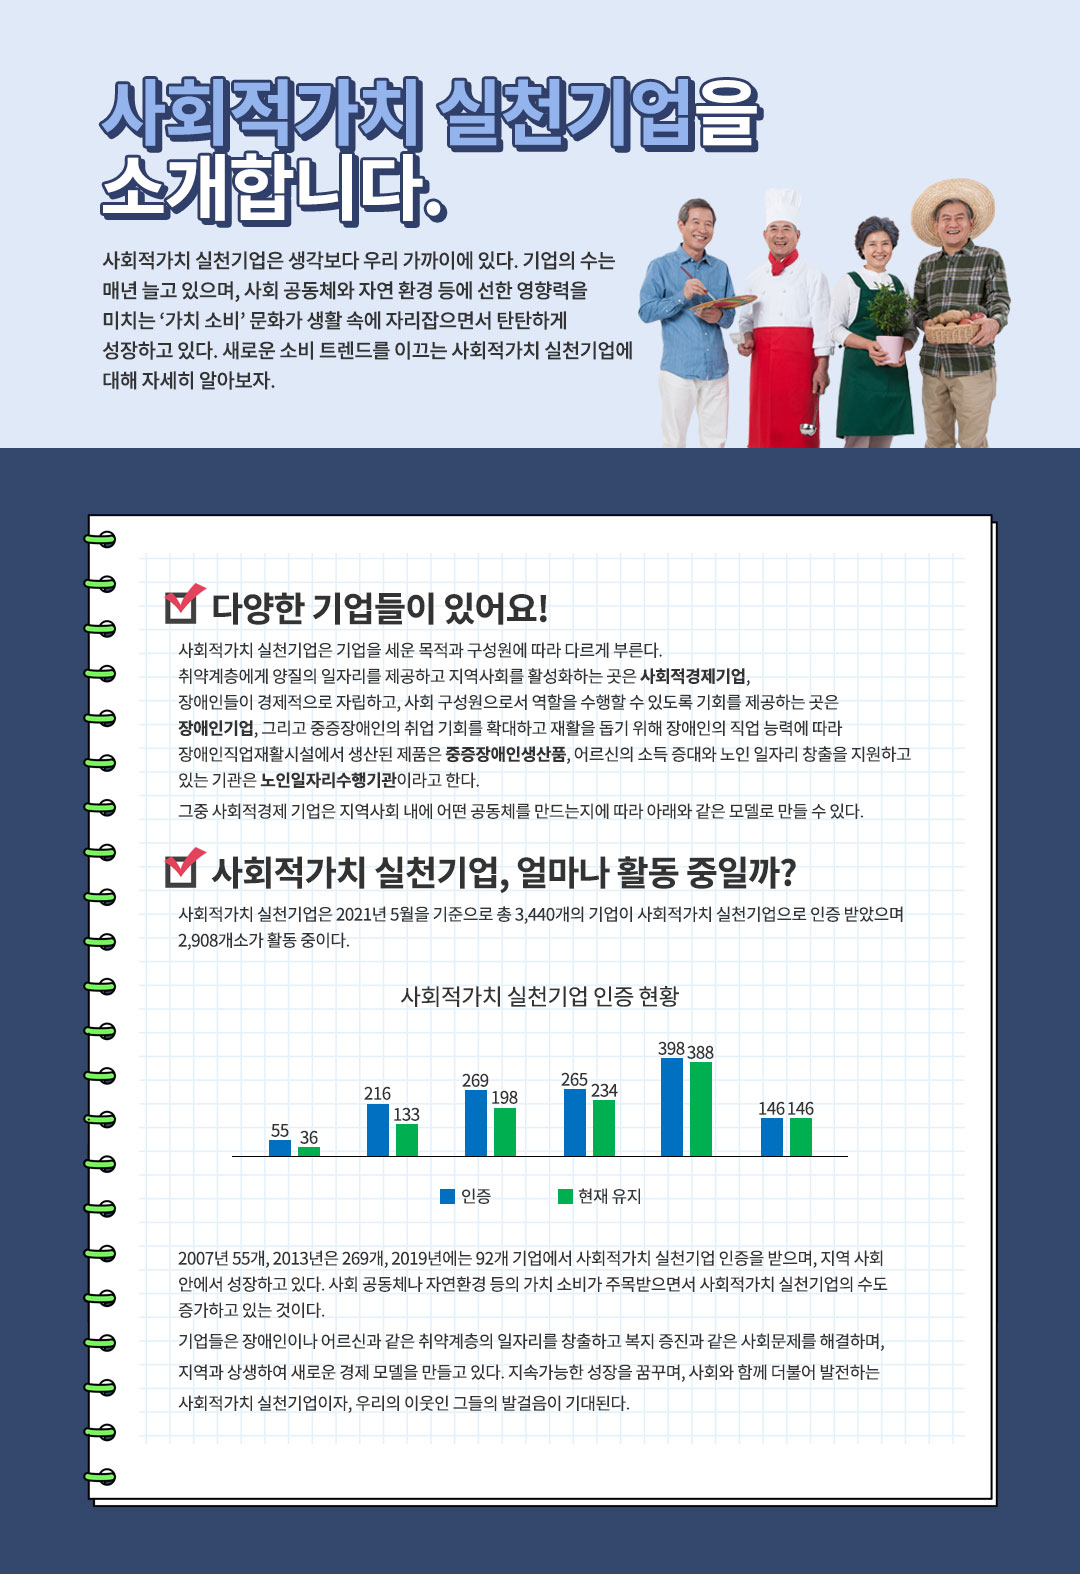 사회적가치 실천기업을
소개합니다.
사회적가치 실천기업은 생각보다 우리 가까이에 있다. 기업의 수는
매년 늘고 있으며, 사회 공동체와 자연 환경 등에 선한 영향력을
미치는 ‘가치 소비’ 문화가 생활 속에 자리잡으면서 탄탄하게
성장하고 있다. 새로운 소비 트렌드를 이끄는 사회적가치 실천기업에
대해 자세히 알아보자.
다양한 기업들이 있어요!
사회적가치 실천기업은 기업을 세운 목적과 구성원에 따라 다르게 부른다.
취약계층에게 양질의 일자리를 제공하고 지역사회를 활성화하는 곳은 사회적경제기업,
장애인들이 경제적으로 자립하고, 사회 구성원으로서 역할을 수행할 수 있도록 기회를 제공하는 곳은
장애인기업, 그리고 중증장애인의 취업 기회를 확대하고 재활을 돕기 위해 장애인의 직업 능력에 따라
장애인직업재활시설에서 생산된 제품은 중증장애인생산품, 어르신의 소득 증대와 노인 일자리 창출을 지원하고
있는 기관은 노인일자리수행기관이라고 한다.
그중 사회적경제 기업은 지역사회 내에 어떤 공동체를 만드는지에 따라 아래와 같은 모델로 만들 수 있다.
사회적가치 실천기업, 얼마나 활동 중일까?
사회적가치 실천기업은 2021년 5월을 기준으로 총 3,440개의 기업이 사회적가치 실천기업으로 인증 받았으며
2,908개소가 활동 중이다.
사회적가치 실천기업 인증 현황
55 36 216 133 269 198 265 234 398 388 146 146
인증 현재 유지
2007년 55개, 2013년은 269개, 2019년에는 92개 기업에서 사회적가치 실천기업 인증을 받으며, 지역 사회
안에서 성장하고 있다. 사회 공동체나 자연환경 등의 가치 소비가 주목받으면서 사회적가치 실천기업의 수도
증가하고 있는 것이다.
기업들은 장애인이나 어르신과 같은 취약계층의 일자리를 창출하고 복지 증진과 같은 사회문제를 해결하며,
지역과 상생하여 새로운 경제 모델을 만들고 있다. 지속가능한 성장을 꿈꾸며, 사회와 함께 더불어 발전하는
사회적가치 실천기업이자, 우리의 이웃인 그들의 발걸음이 기대된다.